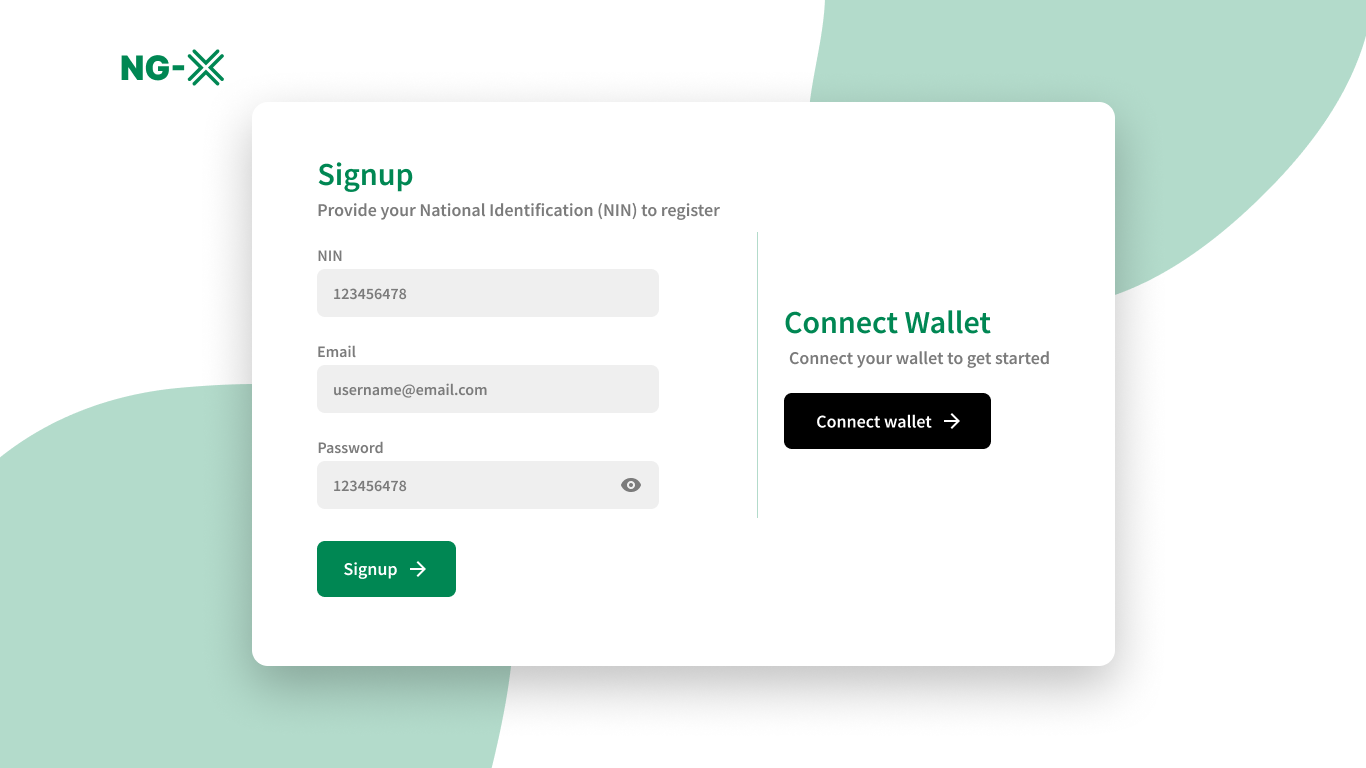 NG-X
Signup
Provide your National Identification (NIN) to register
NIN
123456478
Email
username@email.com
Password
123456478
Signup
Connect Wallet
Connect your wallet to get started
Connect wallet